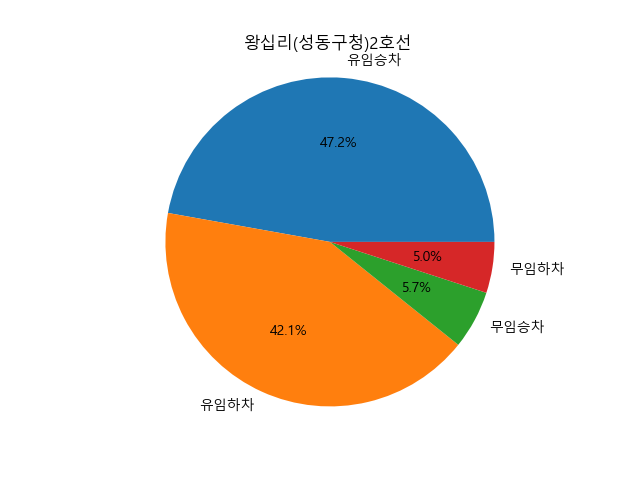 왕십리(성동구청)2호선
유임승차
47.2%
5.0%
무임하차
5.7%
무임승차
42.1%
유임하차